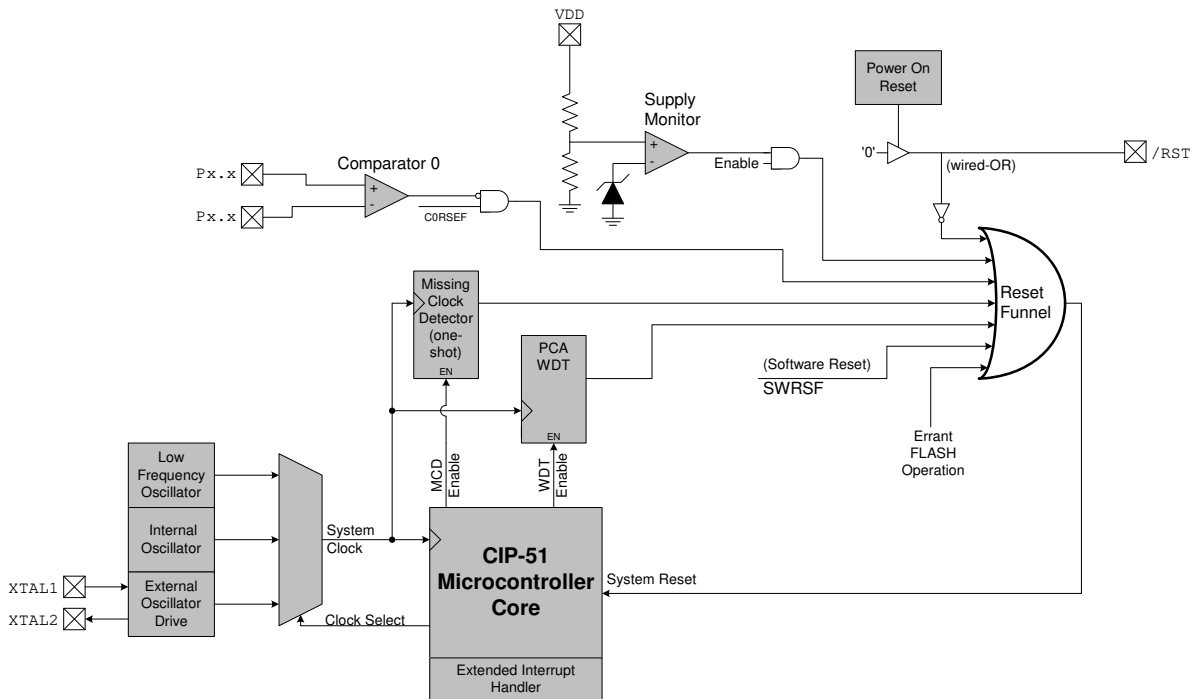 VDD
Power On
Reset
Supply
Monitor
+
-
Enable
'0'
/RST
(wired-OR)
Comparator 0
Px.x
Px.x
+
-
C0RSEF
Missing
Clock
Detector
(one-
shot)
EN
PCA
WDT
EN
Reset
Funnel
(Software Reset)
SWRSF
Errant
FLASH
Operation
MCD
Enable
WDT
Enable
Low
Frequency
Oscillator
Internal
Oscillator
External
Oscillator
Drive
XTAL1
XTAL2
System
Clock
Clock Select
CIP-51
Microcontroller
Core
System Reset
Extended Interrupt
Handler